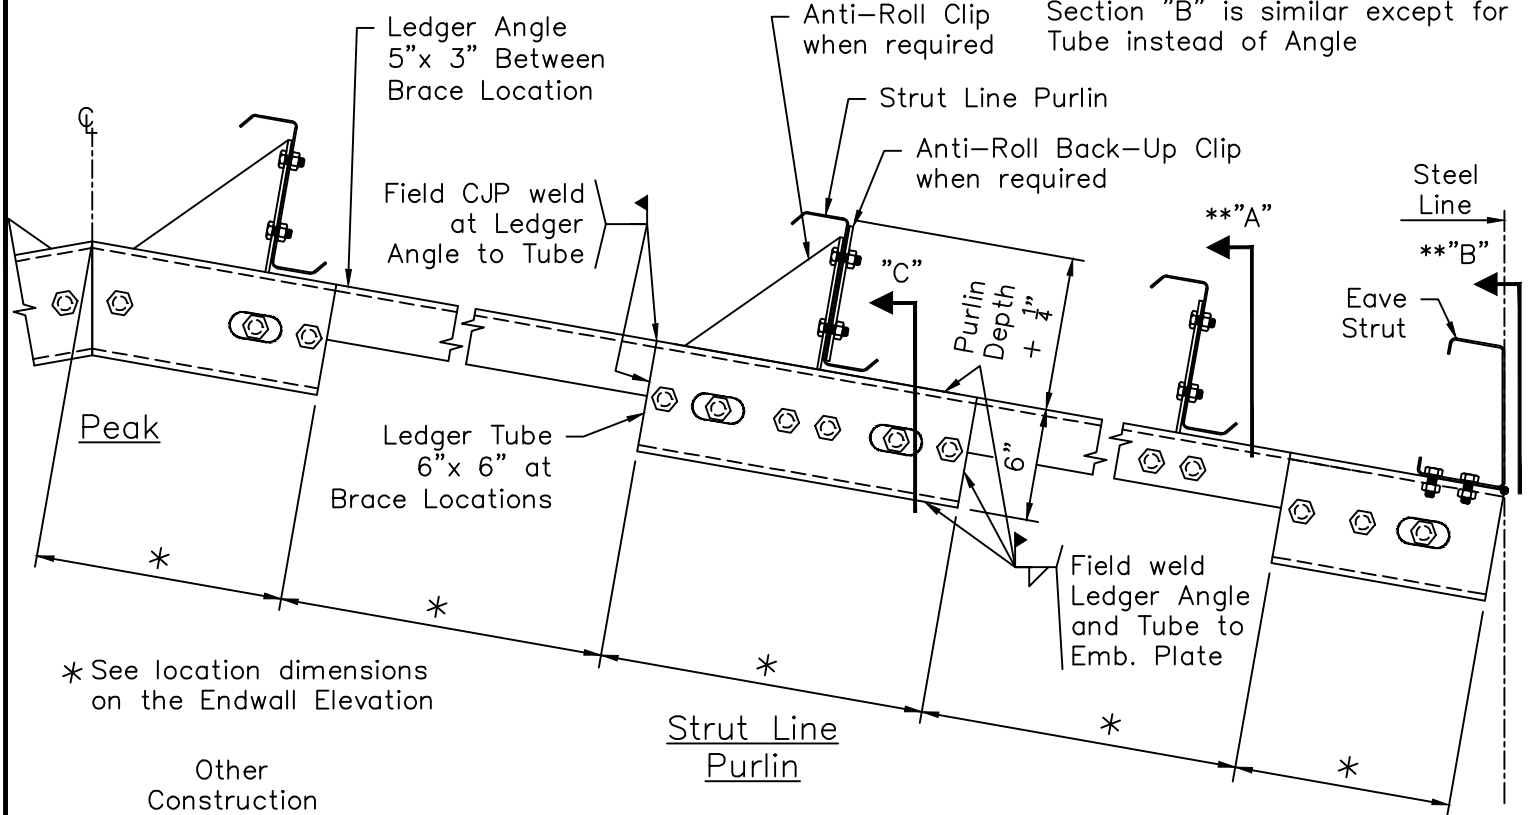 Ledger Angle
5"x 3" Between
Brace Location
Anti-Roll Clip
when required
Section "B" is similar except for
Tube instead of Angle
Strut Line Purlin
Anti-Roll Back-Up Clip
when required
℄
Field CJP weld
at Ledger
Angle to Tube
Steel
Line
**"A"
**"B"
"C"
Purlin
Depth
+ 1/4"
Eave
Strut
Peak
Ledger Tube
6"x 6" at
Brace Locations
6"
Field weld
Ledger Angle
and Tube to
Emb. Plate
*
*
*
*
*
* See location dimensions
on the Endwall Elevation
Strut Line
Purlin
Other
Construction